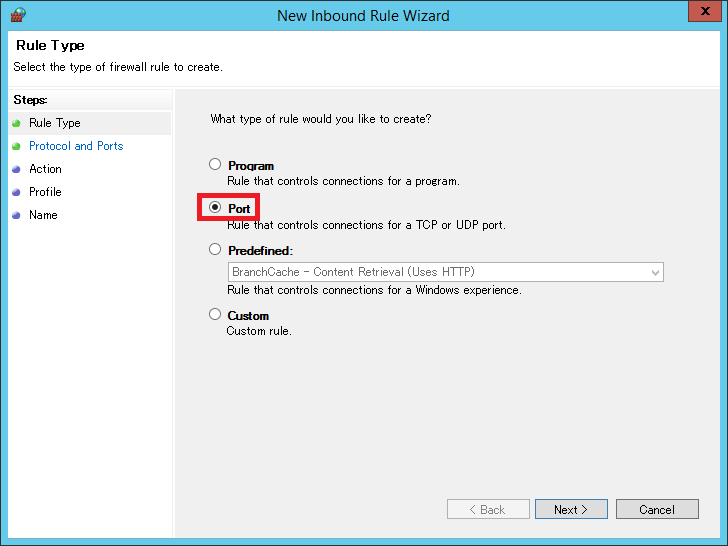 New Inbound Rule Wizard
x
Rule Type
Select the type of firewall rule to create.
Steps:
Rule Type
Protocol and Ports
Action
Profile
Name
What type of rule would you like to create?
Program
Rule that controls connections for a program.
Port
Rule that controls connections for a TCP or UDP port.
Predefined:
BranchCache - Content Retrieval (Uses HTTP)
Rule that controls connections for a Windows experience.
Custom
Custom rule.
< Back
Next >
Cancel